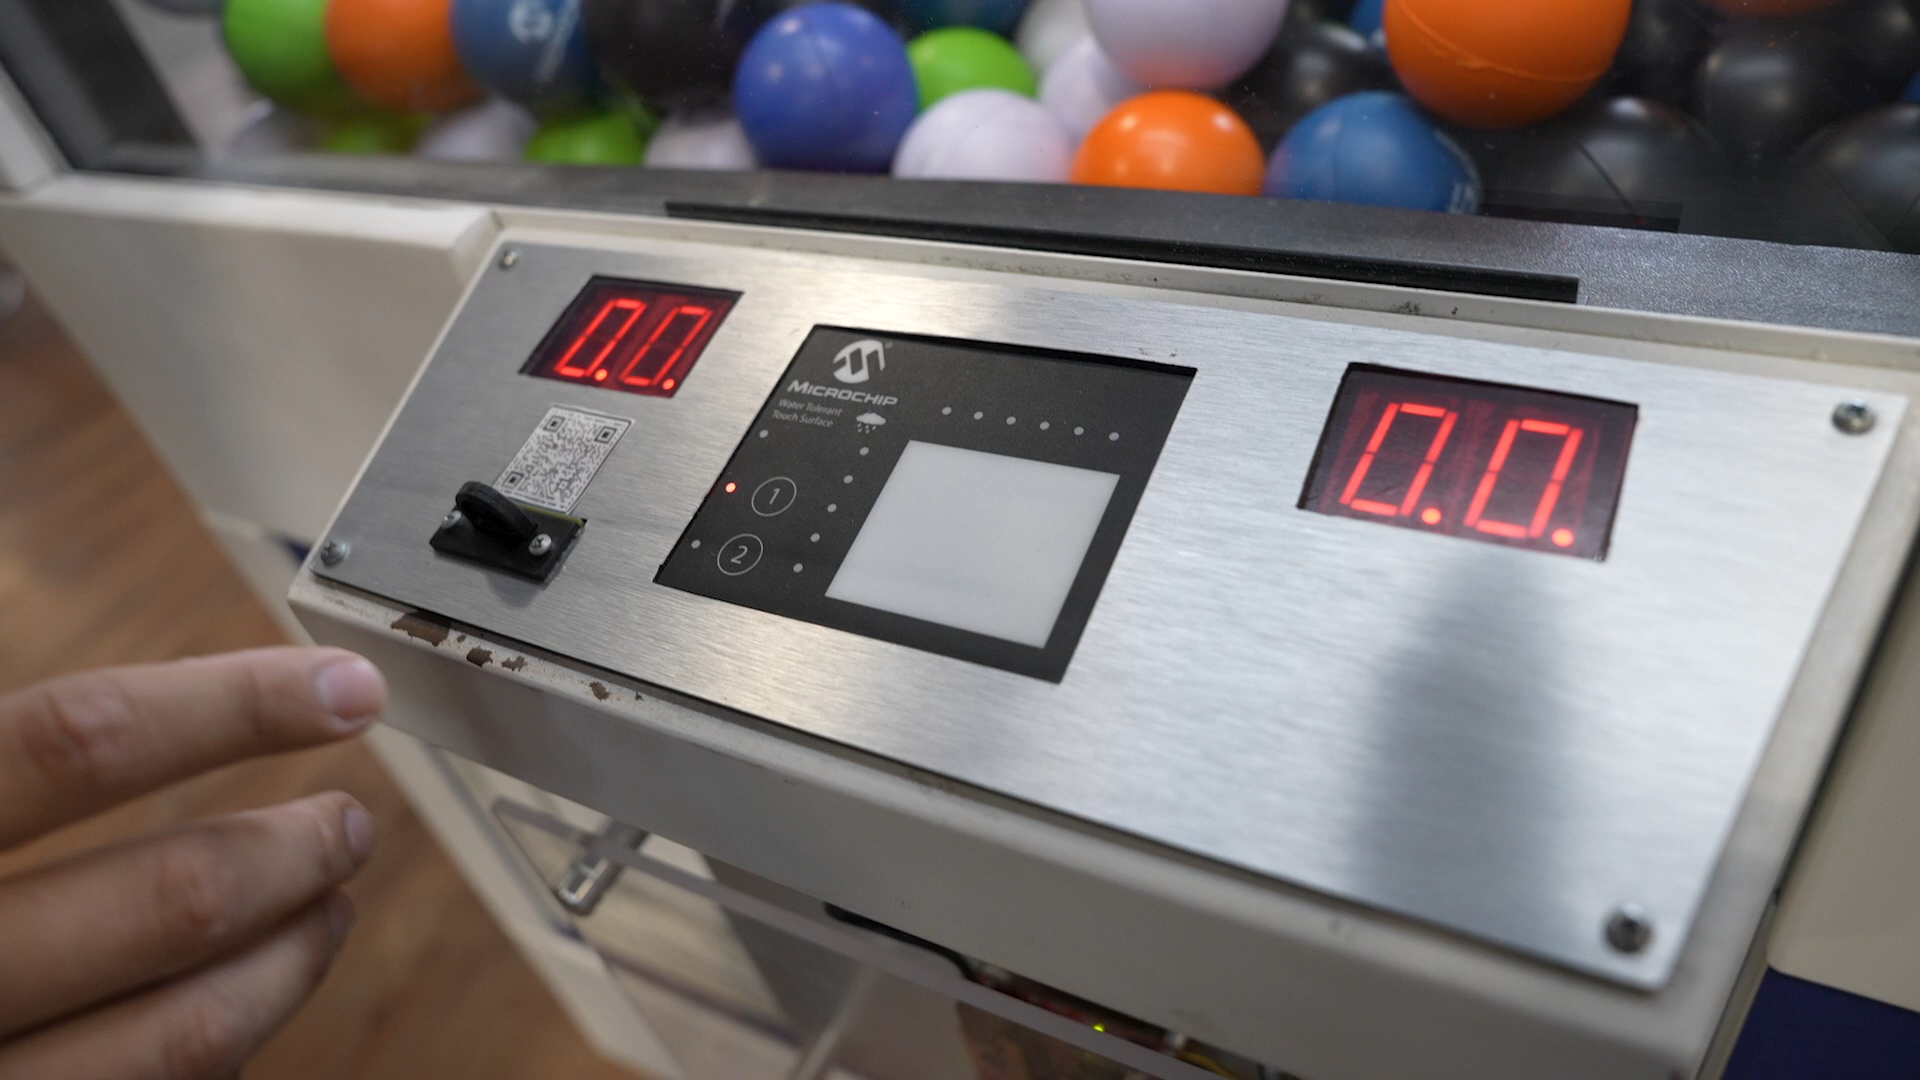 0.0.
MICROCHIP
Water Tolerant
Touch Surface
1
2
0.0.